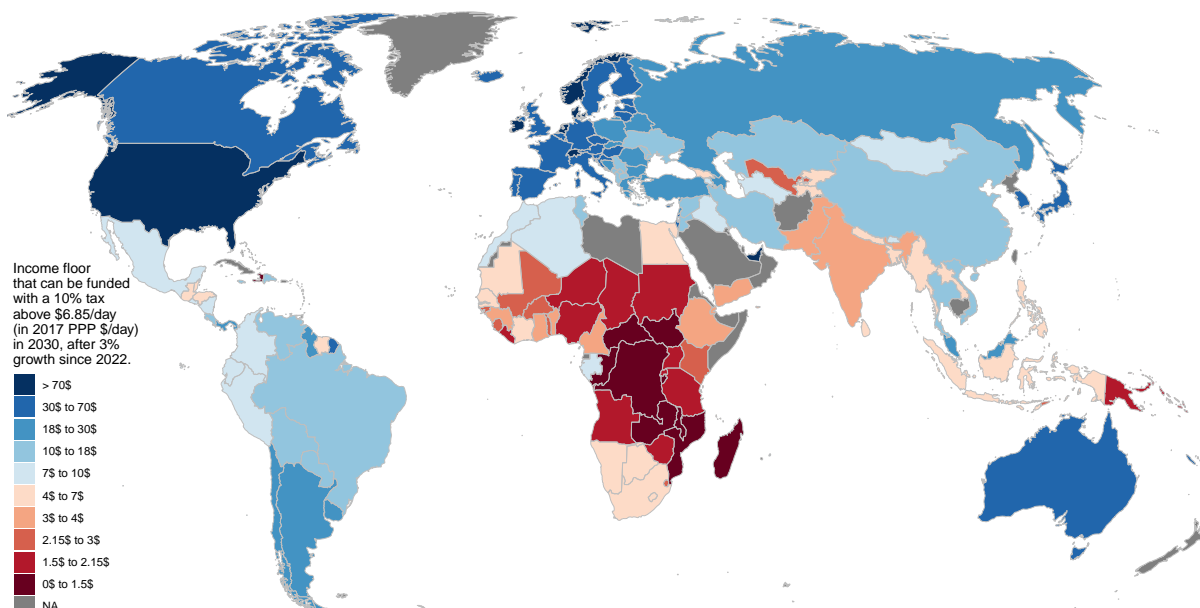 Income floor
that can be funded
with a 10% tax
above $6.85/day
(in 2017 PPP $/day)
in 2030, after 3%
growth since 2022.
> 70$
30$ to 70$
18$ to 30$
10$ to 18$
7$ to 10$
4$ to 7$
3$ to 4$
2.15$ to 3$
1.5$ to 2.15$
0$ to 1.5$
NA